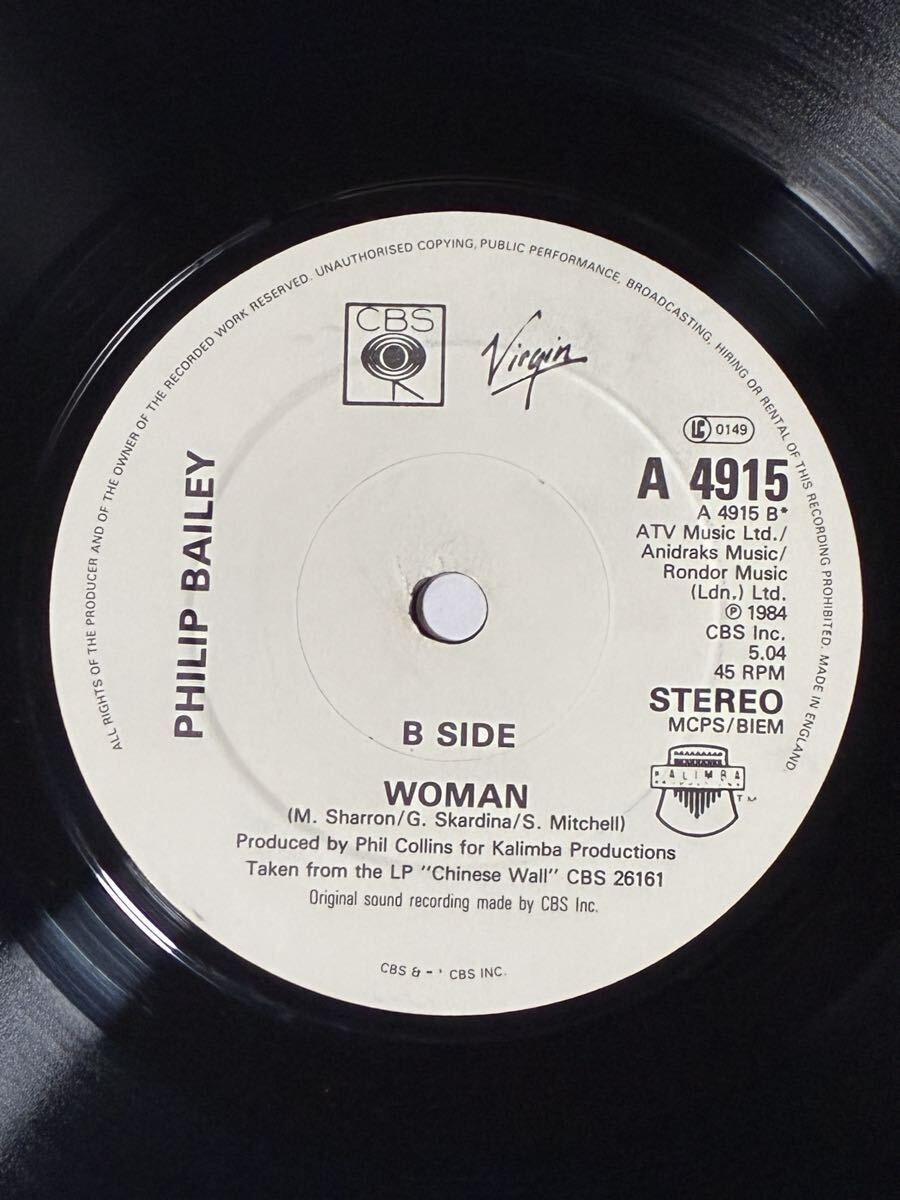 ALL RIGHTS OF THE PRODUCER AND OF THE OWNER OF THE RECORDED WORK RESERVED. UNAUTHORISED COPYING, PUBLIC PERFORMANCE, BROADCASTING, HIRING OR RENTAL OF THIS RECORDING PROHIBITED. MADE IN ENGLAND
CBS
Virgin
LC 0149
PHILIP BAILEY
A 4915
A 4915 B*
ATV Music Ltd./
Anidraks Music/
Rondor Music
(Ldn.) Ltd.
℗ 1984
CBS Inc.
5.04
45 RPM
STEREO
MCPS/BIEM
KALIMBA
TM
B SIDE
WOMAN
(M. Sharron/G. Skardina/S. Mitchell)
Produced by Phil Collins for Kalimba Productions
Taken from the LP "Chinese Wall" CBS 26161
Original sound recording made by CBS Inc.
CBS & - ' CBS INC.